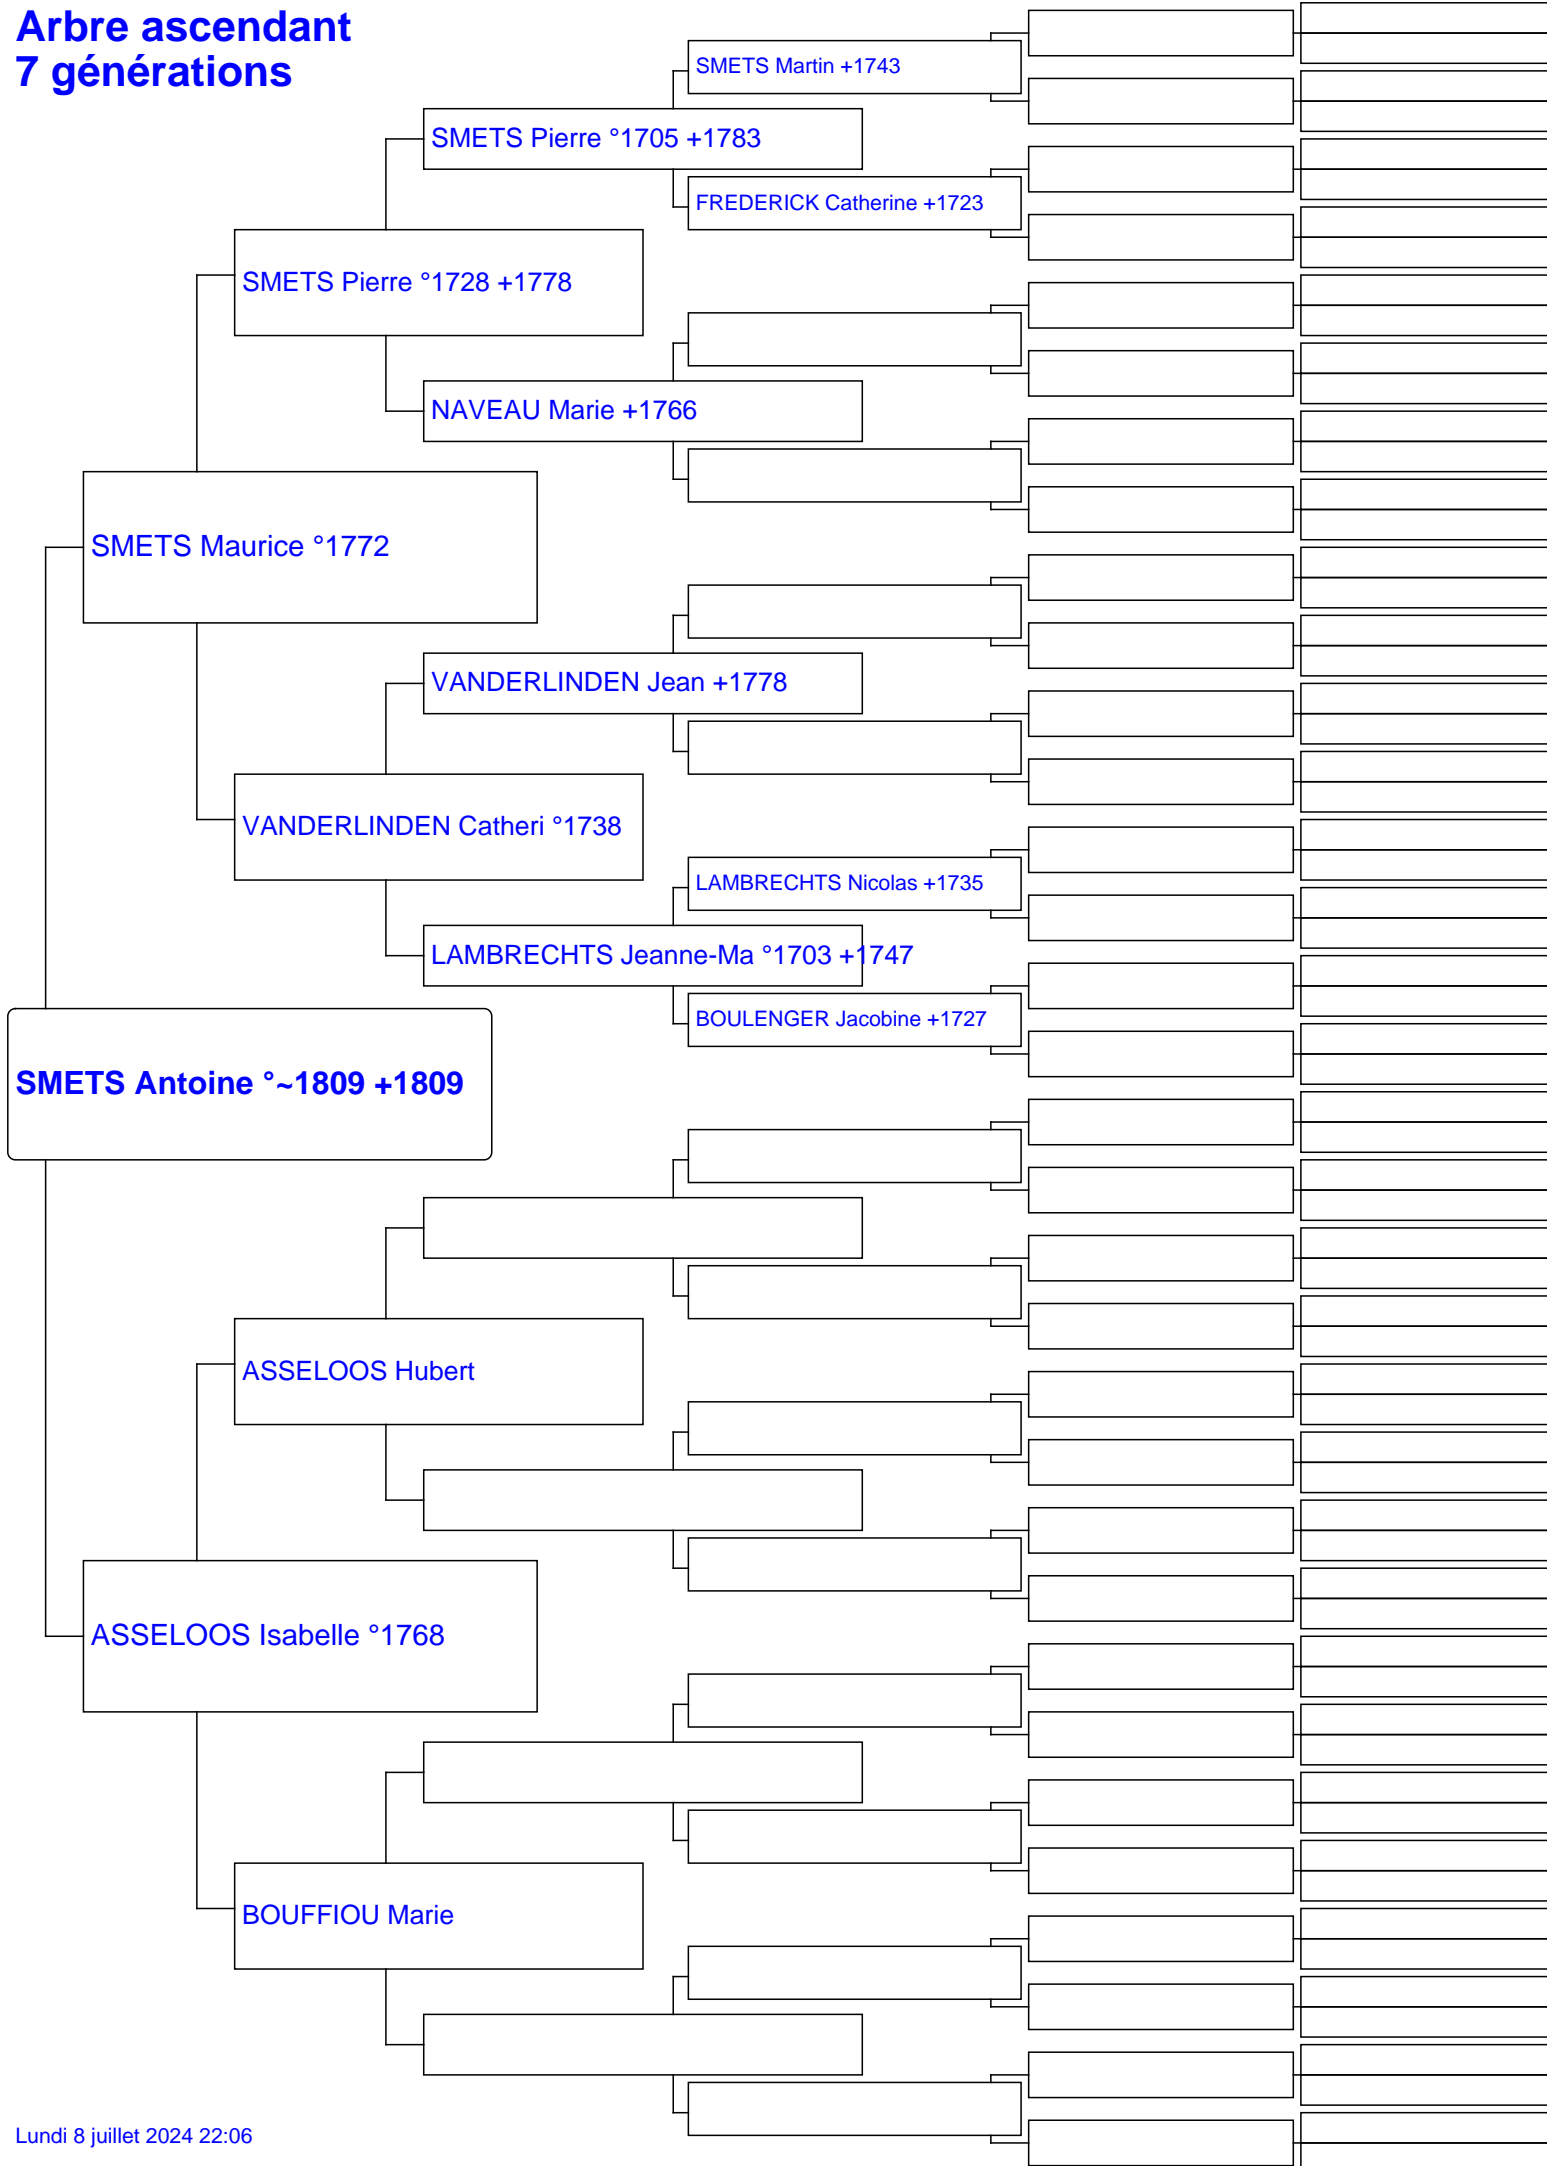 Arbre ascendant
7 générations
SMETS Martin +1743
SMETS Pierre °1705 +1783
FREDERICK Catherine +1723
SMETS Pierre °1728 +1778
NAVEAU Marie +1766
SMETS Maurice °1772
VANDERLINDEN Jean +1778
VANDERLINDEN Catheri °1738
LAMBRECHTS Nicolas +1735
LAMBRECHTS Jeanne-Ma °1703 +1747
BOULENGER Jacobine +1727
SMETS Antoine °~1809 +1809
ASSELOOS Hubert
ASSELOOS Isabelle °1768
BOUFFIOU Marie
Lundi 8 juillet 2024 22:06